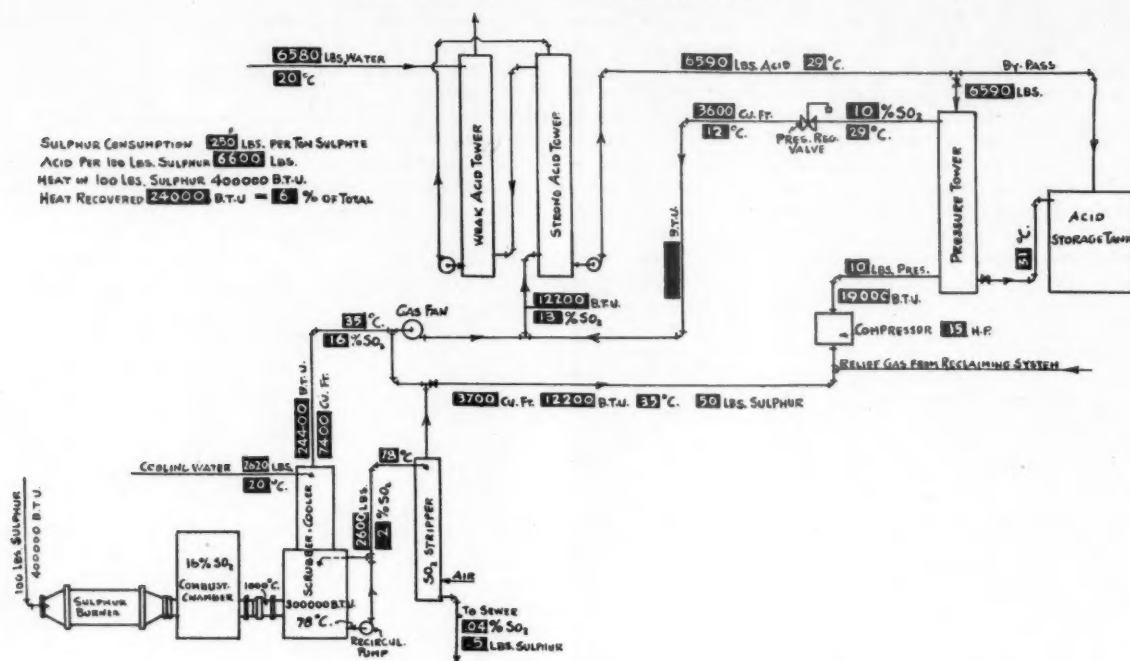 6580 LBS. WATER
20 °C
SULPHUR CONSUMPTION 250 LBS. PER TON SULPHITE
ACID PER 100 LBS. SULPHUR 6600 LBS.
HEAT IN 100 LBS. SULPHUR 400000 B.T.U.
HEAT RECOVERED 24000 B.T.U = 6 % OF TOTAL
WEAK ACID TOWER
STRONG ACID TOWER
6590 LBS. ACID 29 °C.
BY-PASS
6590 LBS.
3600 CU. FT.
12 °C.
PRES. REG. VALVE
10 % SO₂
29 °C.
B.T.U.
PRESSURE TOWER
ACID
STORAGE TANK
31 °C.
10 LBS. PRES.
19000 B.T.U.
COMPRESSOR 15 H.P.
RELIEF GAS FROM RECLAIMING SYSTEM
12200 B.T.U.
13 % SO₂
GAS FAN
35 °C.
16 % SO₂
24400 B.T.U.
7400 CU. FT.
3700 CU. FT. 12200 B.T.U. 35 °C. 50 LBS. SULPHUR
COOLING WATER 2620 LBS.
20 °C.
78 °C
2600 LBS.
.2 % SO₂
SO₂ STRIPPER
AIR
TO SEWER
.04 % SO₂
.5 LBS. SULPHUR
SCRUBBER-COOLER
300000 B.T.U.
78 °C.
RECIRCUL.
PUMP
100 LBS. SULPHUR
400000 B.T.U.
SULPHUR
BURNER
16% SO₂
COMBUST.
CHAMBER
1000°C.